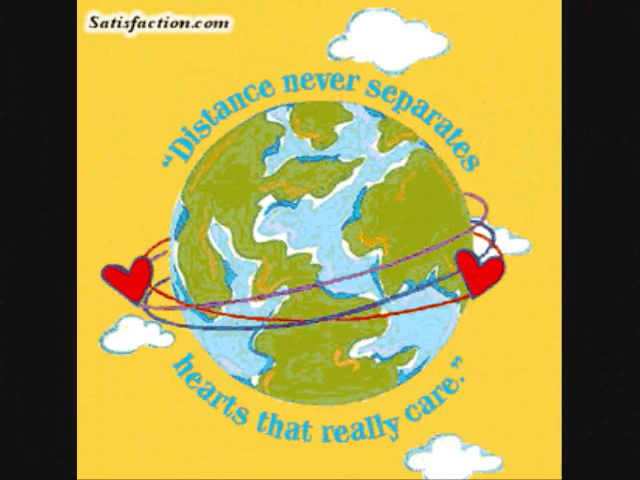 Satisfaction.com
"Distance never separates
hearts that really care."